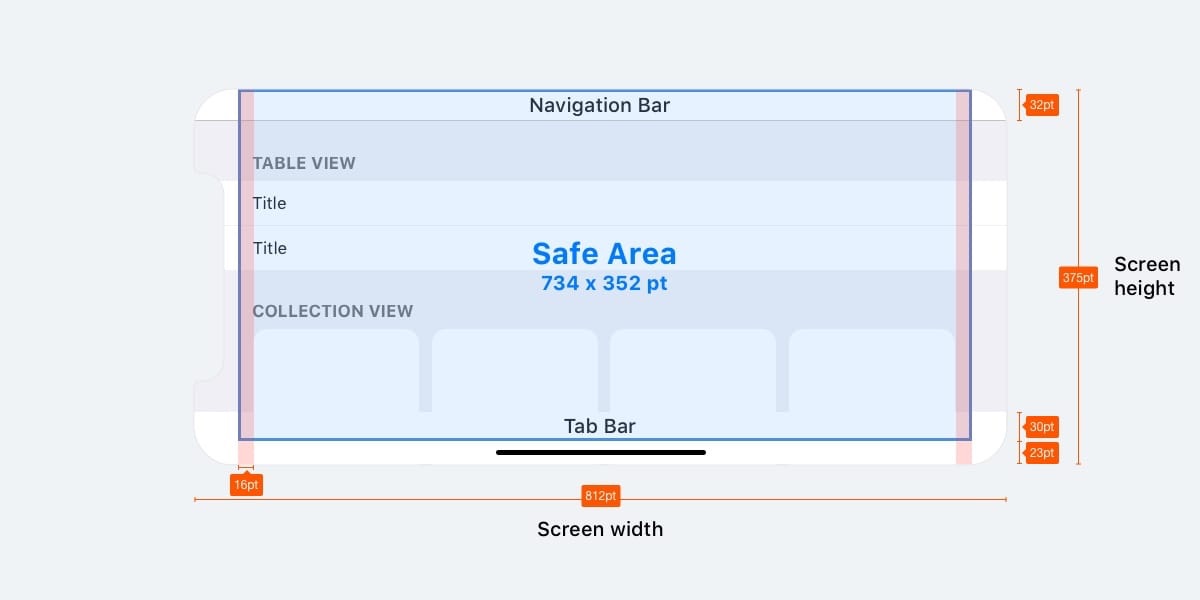 Navigation Bar
32pt
TABLE VIEW
Title
Title
Safe Area
734 x 352 pt
375pt
Screen
height
COLLECTION VIEW
Tab Bar
30pt
23pt
16pt
812pt
Screen width